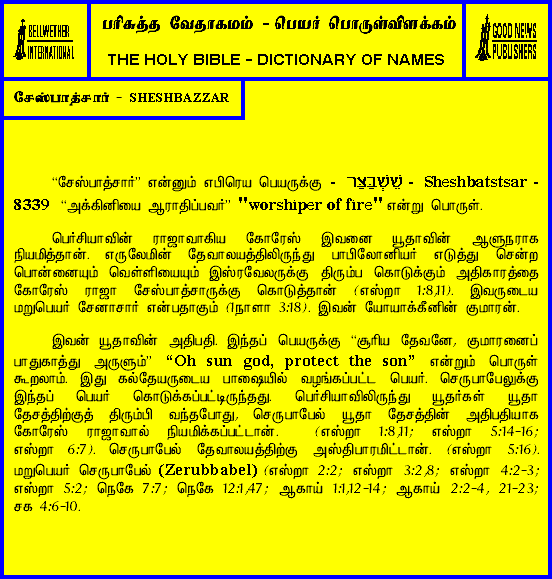 BELLWETHER
INTERNATIONAL
பரிசுத்த வேதாகமம் - பெயர் பொருள்விளக்கம்
THE HOLY BIBLE - DICTIONARY OF NAMES
GOOD NEWS
PUBLISHERS
சேஸ்பாத்சார் - SHESHBAZZAR
“சேஸ்பாத்சார்” என்னும் எபிரெய பெயருக்கு - שֵׁשְׁבַּצַּר - Sheshbatstsar -
8339 “அக்கினியை ஆராதிப்பவர்” "worshiper of fire" என்று பொருள்.
பெர்சியாவின் ராஜாவாகிய கோரேஸ் இவனை யூதாவின் ஆளுநராக
நியமித்தான். எருசலேமின் தேவாலயத்திலிருந்து பாபிலோனியர் எடுத்து சென்ற
பொன்னையும் வெள்ளியையும் இஸ்ரவேலருக்கு திரும்ப கொடுக்கும் அதிகாரத்தை
கோரேஸ் ராஜா சேஸ்பாத்சாருக்கு கொடுத்தான் (எஸ்றா 1:8,11). இவருடைய
மறுபெயர் சேனாசார் என்பதாகும் (1நாளா 3:18). இவன் யோயாக்கீனின் குமாரன்.
இவன் யூதாவின் அதிபதி. இந்தப் பெயருக்கு “சூரிய தேவனே, குமாரனைப்
பாதுகாத்து அருளும்” “Oh sun god, protect the son” என்றும் பொருள்
கூறலாம். இது கல்தேயருடைய பாஷையில் வழங்கப்பட்ட பெயர். செருபாபேலுக்கு
இந்தப் பெயர் கொடுக்கப்பட்டிருந்தது. பெர்சியாவிலிருந்து யூதர்கள் யூதா
தேசத்திற்குத் திரும்பி வந்தபோது, செருபாபேல் யூதா தேசத்தின் அதிபதியாக
கோரேஸ் ராஜாவால் நியமிக்கப்பட்டான். (எஸ்றா 1:8,11; எஸ்றா 5:14-16;
எஸ்றா 6:7). செருபாபேல் தேவாலயத்திற்கு அஸ்திபாரமிட்டான். (எஸ்றா 5:16).
மறுபெயர் செருபாபேல் (Zerubbabel) (எஸ்றா 2:2; எஸ்றா 3:2,8; எஸ்றா 4:2-3;
எஸ்றா 5:2; நெகே 7:7; நெகே 12:1,47; ஆகாய் 1:1,12-14; ஆகாய் 2:2-4, 21-23;
சக 4:6-10.